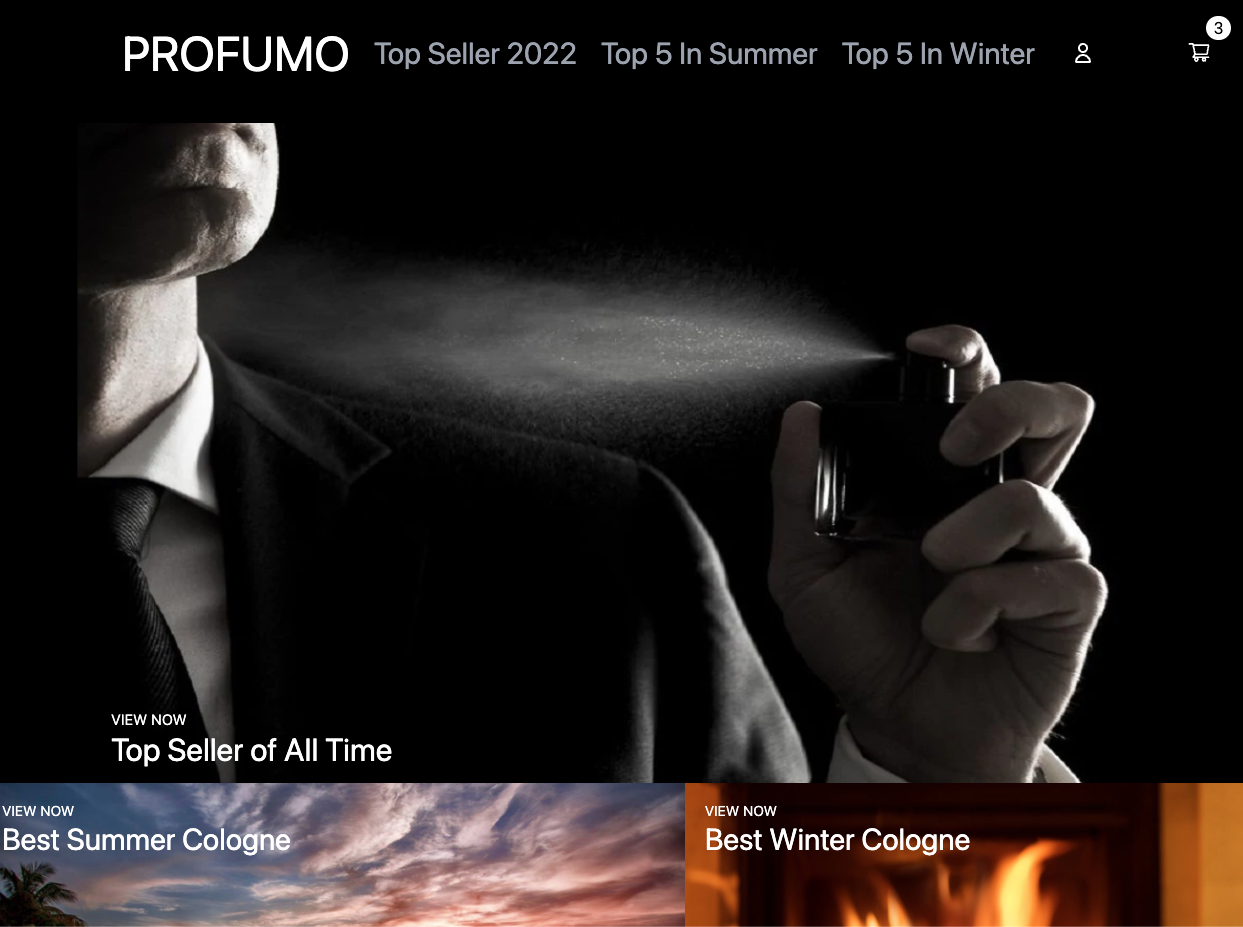 PROFUMO Top Seller 2022 Top 5 In Summer Top 5 In Winter 3
VIEW NOW
Top Seller of All Time
VIEW NOW
Best Summer Cologne
VIEW NOW
Best Winter Cologne